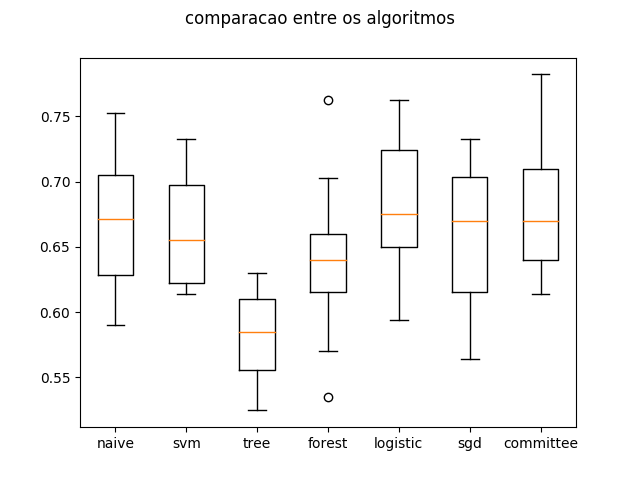 comparacao entre os algoritmos
0.75
0.70
0.65
0.60
0.55
naive svm tree forest logistic sgd committee